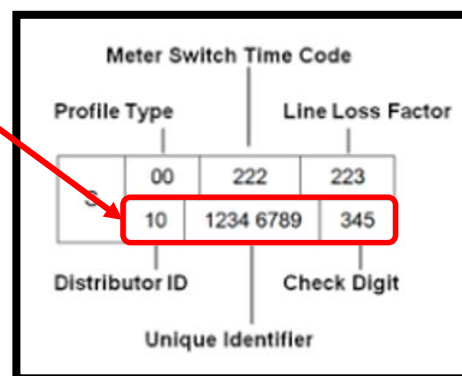 Meter Switch Time Code
Profile Type Line Loss Factor
S 00 222 223
10 1234 6789 345
Distributor ID Check Digit
Unique Identifier